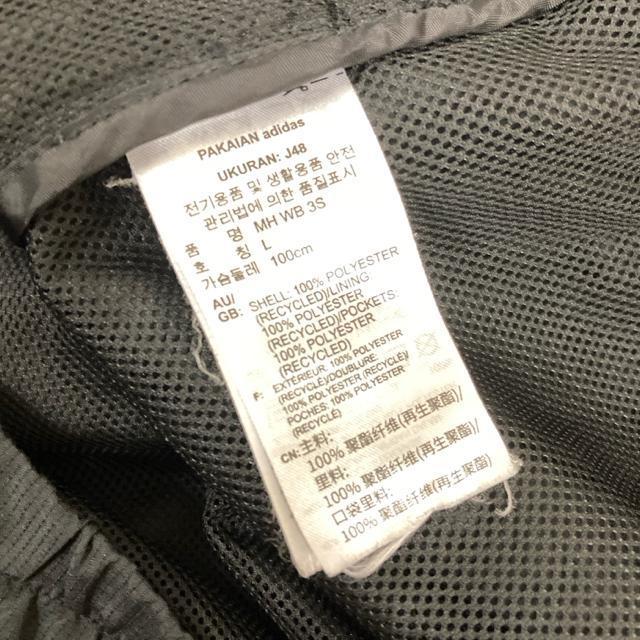 PAKAIAN adidas
UKURAN: J48
전기용품 및 생활용품 안전
관리법에 의한 품질표시
품 명 MH WB 3S
호 칭 L
가슴둘레 100cm
AU/
GB: SHELL: 100% POLYESTER
(RECYCLED)/LINING
100% POLYESTER
(RECYCLED)/POCKETS:
100% POLYESTER
(RECYCLED)
F: EXTÉRIEUR: 100% POLYESTER
(RECYCLÉ)/DOUBLURE
100% POLYESTER (RECYCLÉ)/
POCHES: 100% POLYESTER
(RECYCLÉ)
CN: 主料:
100% 聚酯纤维(再生聚酯)/
里料:
100% 聚酯纤维(再生聚酯)/
口袋里料:
100% 聚酯纤维(再生聚酯)